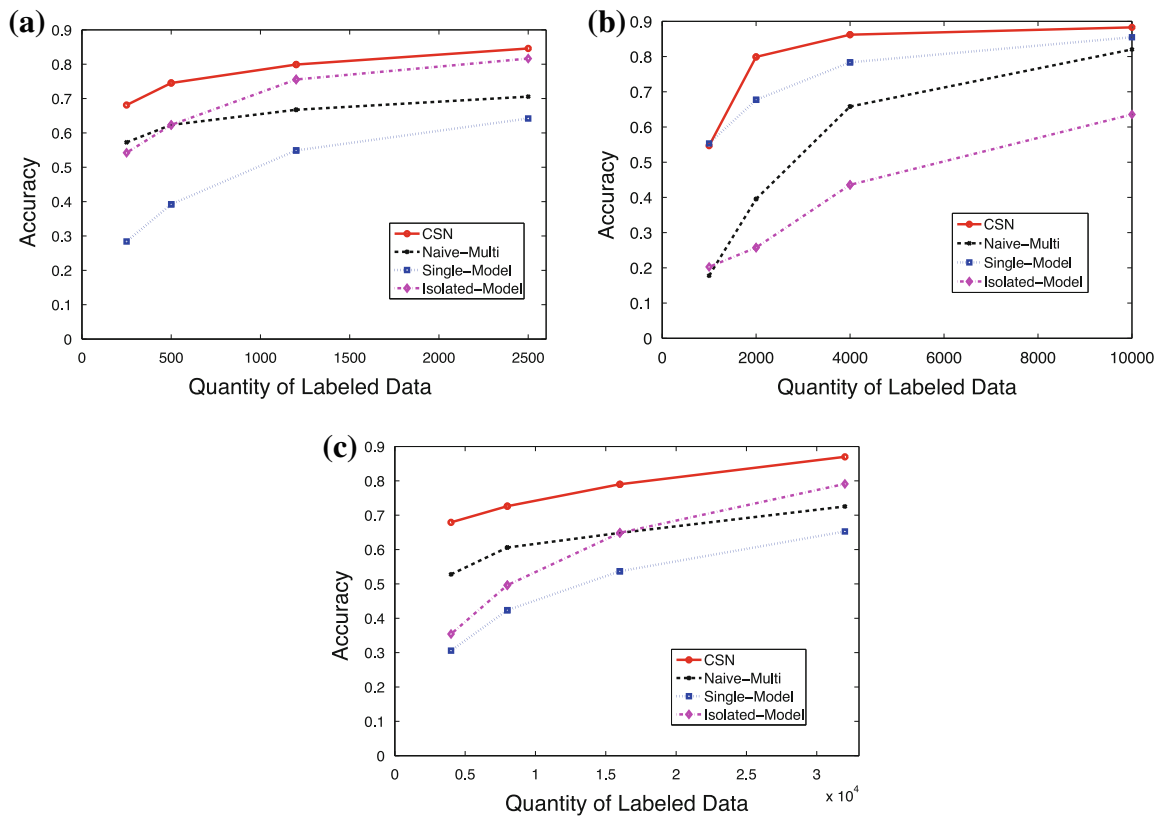 (a)
0.9
0.8
0.7
0.6
0.5
0.4
0.3
0.2
0.1
0
Accuracy
CSN
Naive−Multi
Single−Model
Isolated−Model
0 500 1000 1500 2000 2500
Quantity of Labeled Data
(b)
0.9
0.8
0.7
0.6
0.5
0.4
0.3
0.2
0.1
0
Accuracy
CSN
Naive−Multi
Single−Model
Isolated−Model
0 2000 4000 6000 8000 10000
Quantity of Labeled Data
(c)
0.9
0.8
0.7
0.6
0.5
0.4
0.3
0.2
0.1
0
Accuracy
CSN
Naive−Multi
Single−Model
Isolated−Model
0 0.5 1 1.5 2 2.5 3
x 10⁴
Quantity of Labeled Data